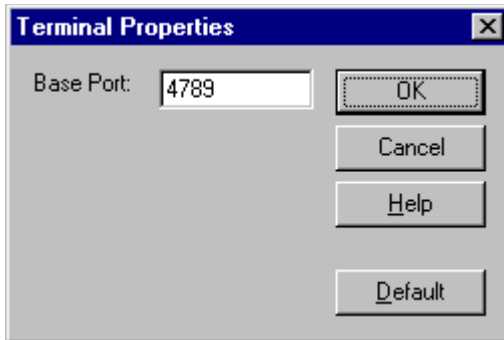 Terminal Properties
Base Port: 4789
OK
Cancel
Help
Default